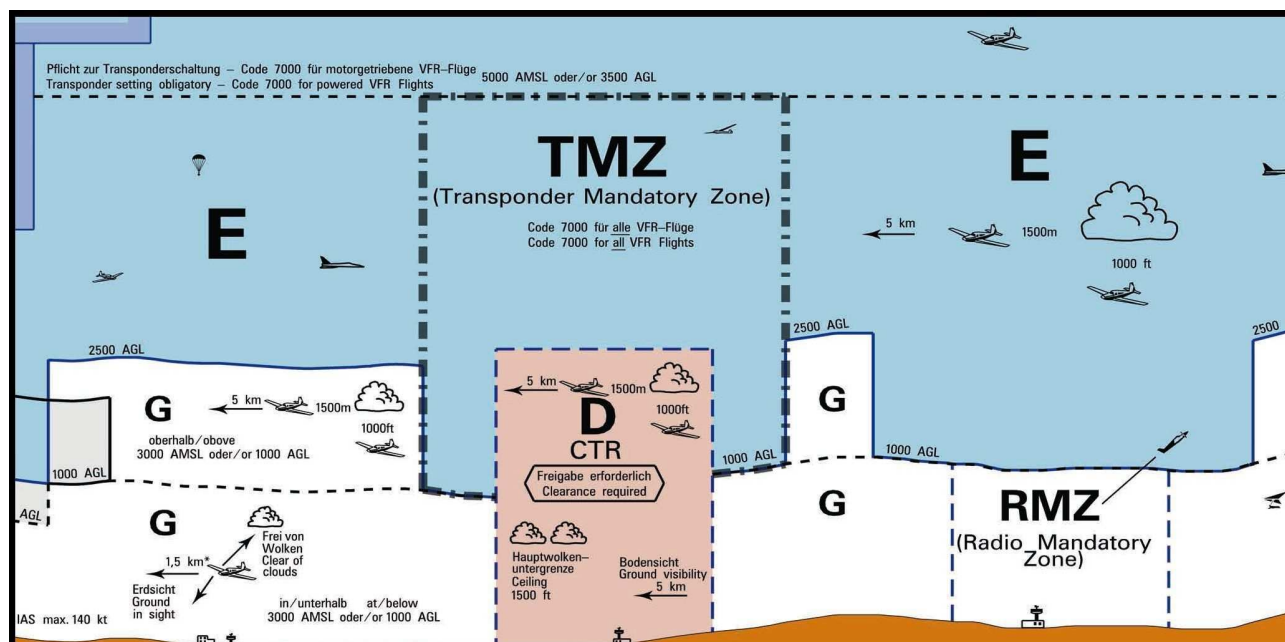 Pflicht zur Transponderschaltung – Code 7000 für motorgetriebene VFR–Flüge
Transponder setting obligatory – Code 7000 for powered VFR Flights
5000 AMSL oder/or 3500 AGL
TMZ
(Transponder Mandatory Zone)
Code 7000 für alle VFR–Flüge
Code 7000 for all VFR Flights
E
E
5 km
1500m
1000 ft
2500 AGL
2500 AGL
2500
G
5 km
1500m
1000ft
oberhalb/obove
3000 AMSL oder/or 1000 AGL
1000 AGL
AGL
5 km
1500m
1000ft
D
CTR
Freigabe erforderlich
Clearance required
1000 AGL
G
1000 AGL
G
Frei von
Wolken
Clear of
clouds
1,5 km*
Erdsicht
Ground
in sight
in/unterhalb at/below
3000 AMSL oder/or 1000 AGL
IAS max. 140 kt
Hauptwolken–
untergrenze
Ceiling
1500 ft
Bodensicht
Ground visibility
5 km
G
RMZ
(Radio Mandatory
Zone)